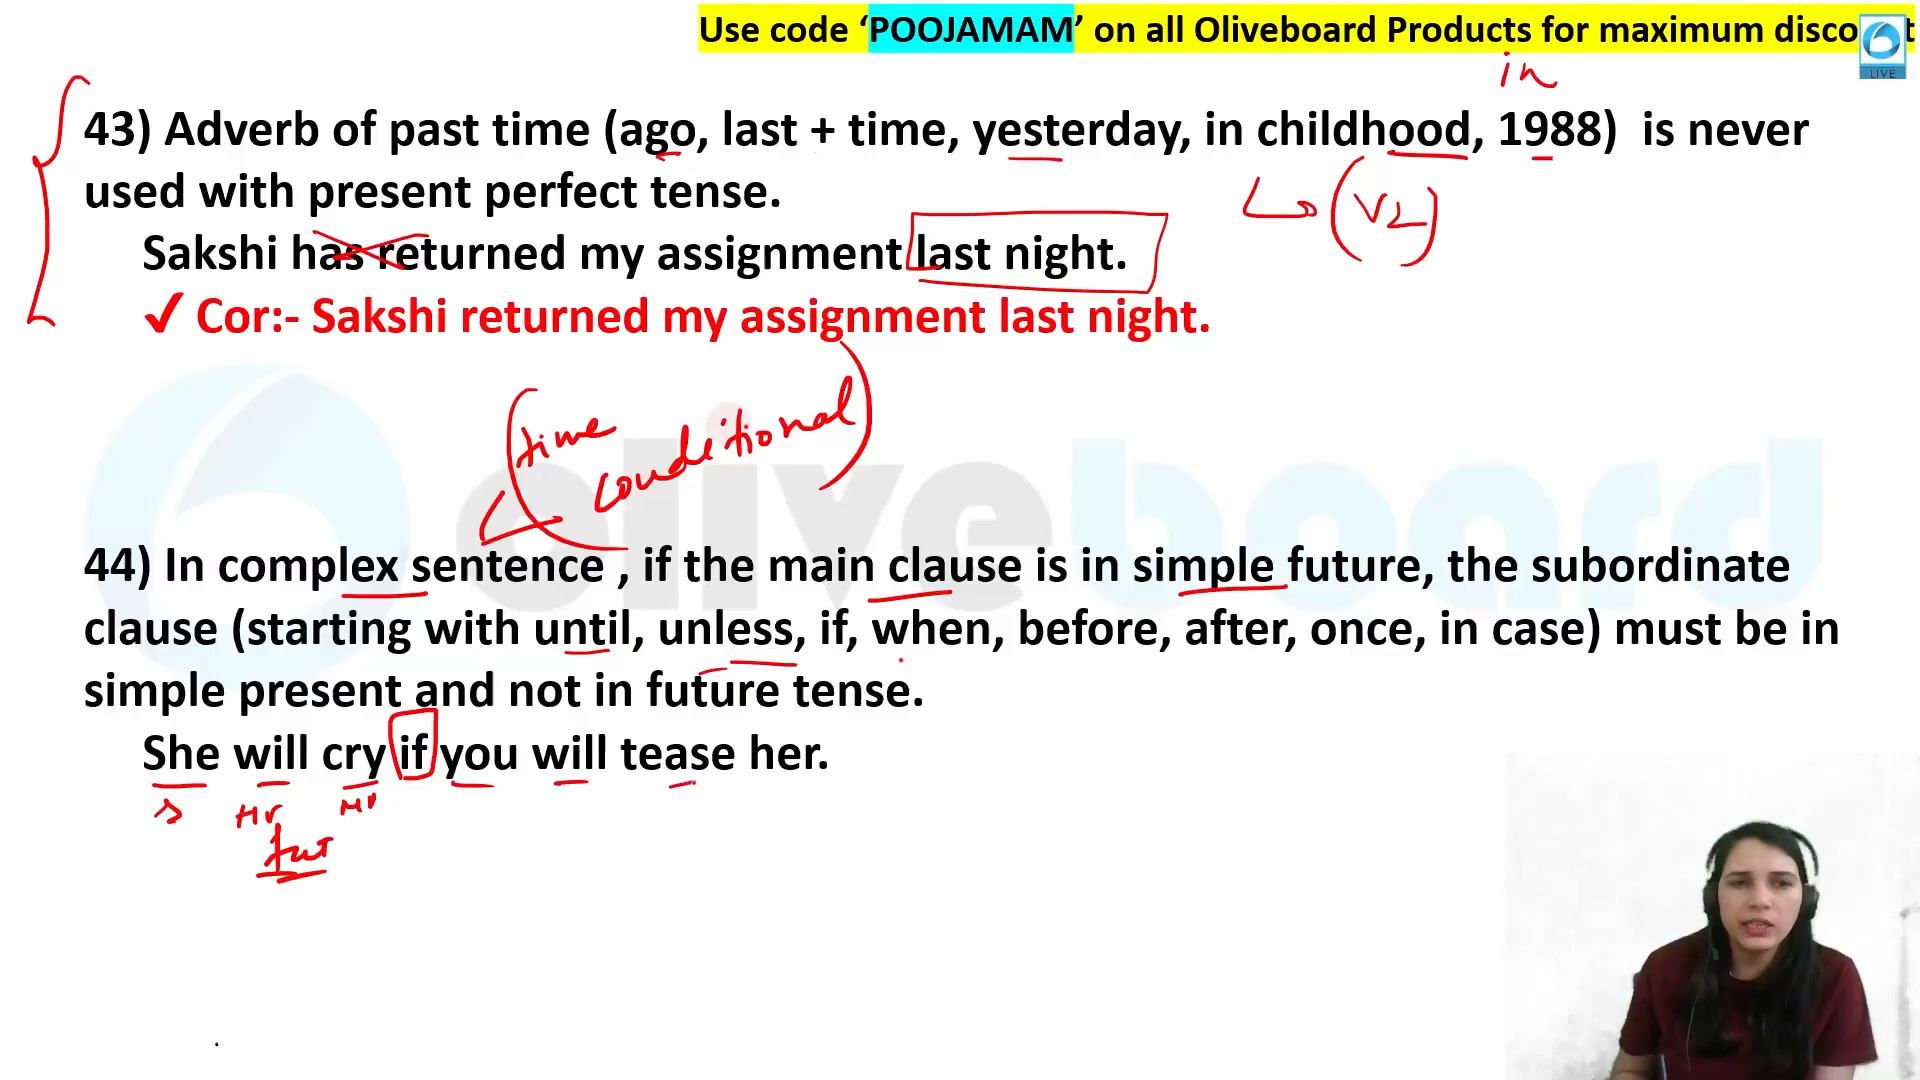 Use code ‘POOJAMAM’ on all Oliveboard Products for maximum disco t
LIVE
in
43) Adverb of past time (ago, last + time, yesterday, in childhood, 1988) is never
used with present perfect tense.
(V2)
Sakshi has returned my assignment last night.
✓ Cor:- Sakshi returned my assignment last night.
time
conditional
oliveboard
44) In complex sentence , if the main clause is in simple future, the subordinate
clause (starting with until, unless, if, when, before, after, once, in case) must be in
simple present and not in future tense.
She will cry if you will tease her.
s HV MV
fut